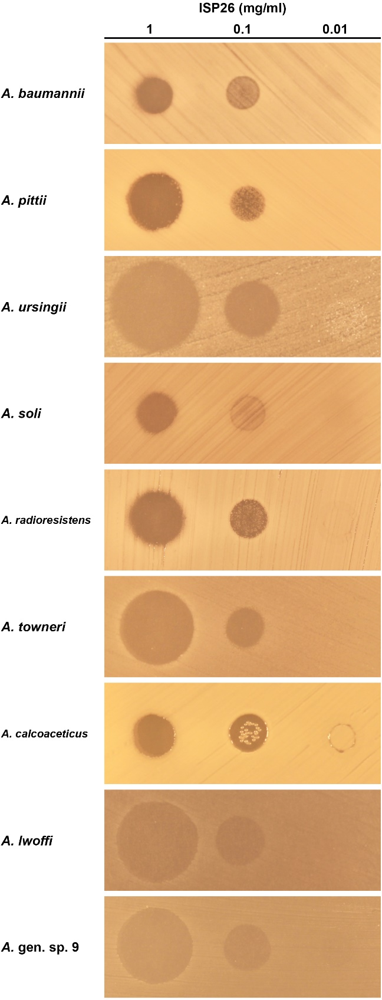 ISP26 (mg/ml)
1 0.1 0.01
A. baumannii
A. pittii
A. ursingii
A. soli
A. radioresistens
A. towneri
A. calcoaceticus
A. lwoffi
A. gen. sp. 9